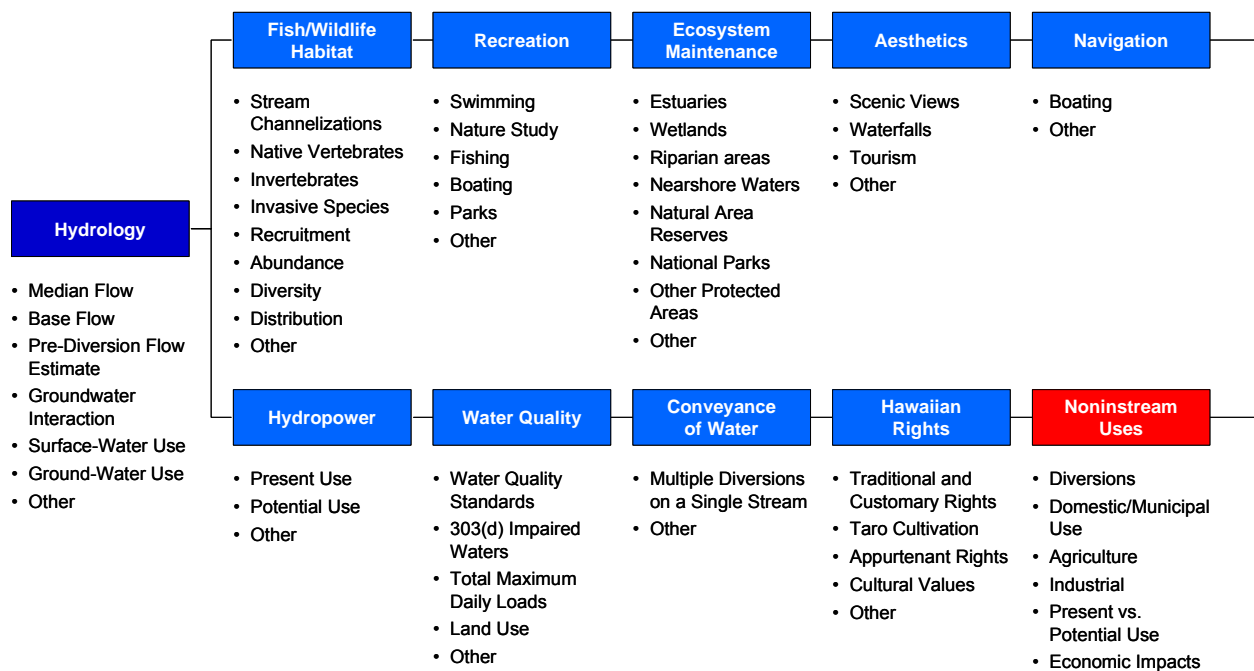 Hydrology
• Median Flow
• Base Flow
• Pre-Diversion Flow
Estimate
• Groundwater
Interaction
• Surface-Water Use
• Ground-Water Use
• Other
Fish/Wildlife
Habitat
• Stream
Channelizations
• Native Vertebrates
• Invertebrates
• Invasive Species
• Recruitment
• Abundance
• Diversity
• Distribution
• Other
Recreation
• Swimming
• Nature Study
• Fishing
• Boating
• Parks
• Other
Ecosystem
Maintenance
• Estuaries
• Wetlands
• Riparian areas
• Nearshore Waters
• Natural Area
Reserves
• National Parks
• Other Protected
Areas
• Other
Aesthetics
• Scenic Views
• Waterfalls
• Tourism
• Other
Navigation
• Boating
• Other
Hydropower
• Present Use
• Potential Use
• Other
Water Quality
• Water Quality
Standards
• 303(d) Impaired
Waters
• Total Maximum
Daily Loads
• Land Use
• Other
Conveyance
of Water
• Multiple Diversions
on a Single Stream
• Other
Hawaiian
Rights
• Traditional and
Customary Rights
• Taro Cultivation
• Appurtenant Rights
• Cultural Values
• Other
Noninstream
Uses
• Diversions
• Domestic/Municipal
Use
• Agriculture
• Industrial
• Present vs.
Potential Use
• Economic Impacts